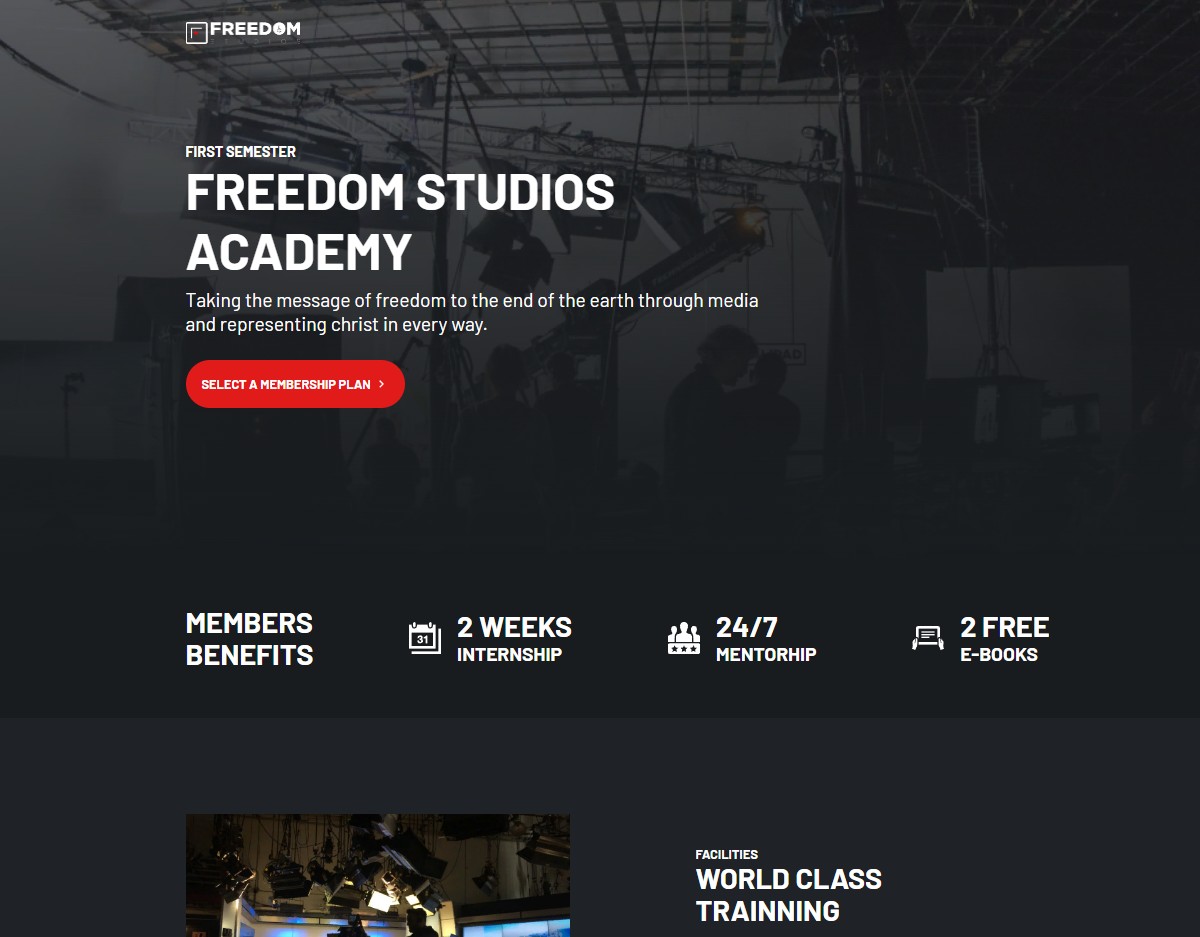 FREEDOM
FIRST SEMESTER
FREEDOM STUDIOS
ACADEMY
Taking the message of freedom to the end of the earth through media
and representing christ in every way.
SELECT A MEMBERSHIP PLAN
MEMBERS
BENEFITS
31
2 WEEKS
INTERNSHIP
24/7
MENTORHIP
2 FREE
E-BOOKS
FACILITIES
WORLD CLASS
TRAINNING